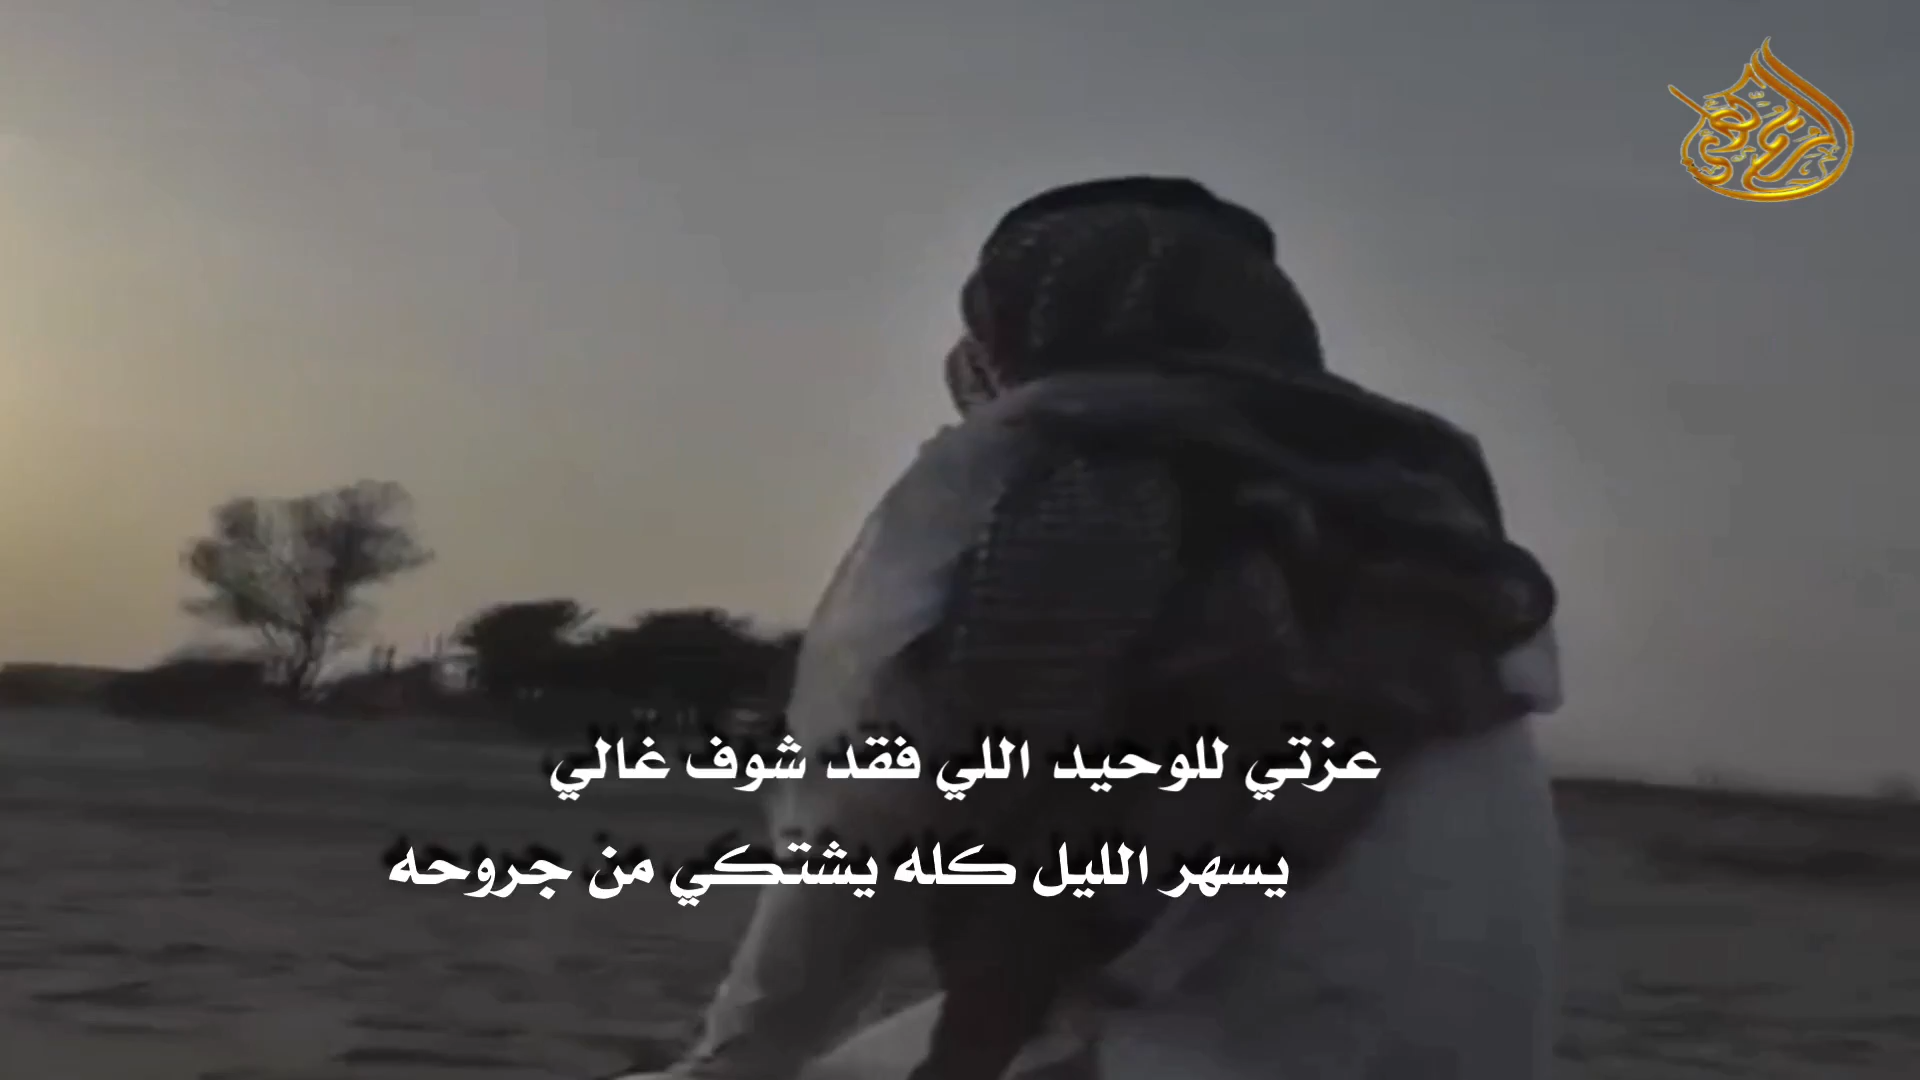 عزتي للوحيد اللي فقد شوف غالي
يسهر الليل كله يشتكي من جروحه